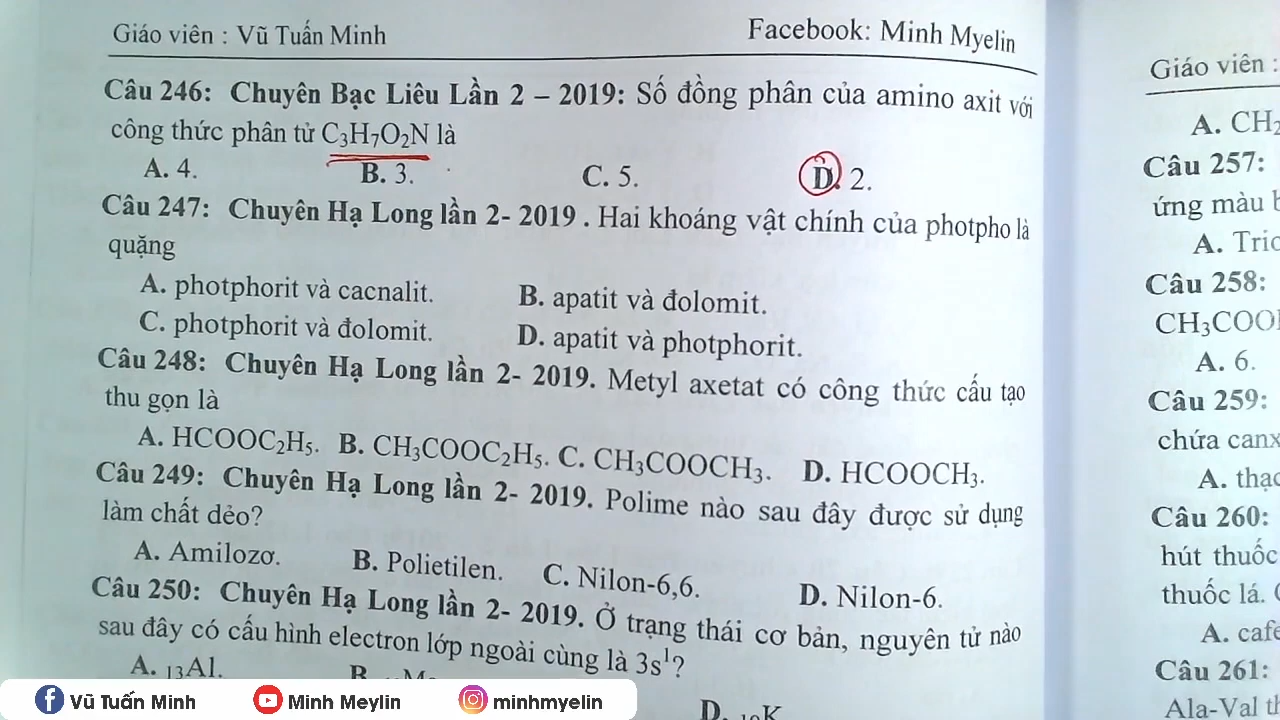 Giáo viên : Vũ Tuấn Minh
Facebook: Minh Myelin
Câu 246: Chuyên Bạc Liêu Lần 2 – 2019: Số đồng phân của amino axit với
công thức phân tử C₃H₇O₂N là
A. 4. B. 3. C. 5. D. 2.
Câu 247: Chuyên Hạ Long lần 2- 2019 . Hai khoáng vật chính của photpho là
quặng
A. photphorit và cacnalit. B. apatit và đolomit.
C. photphorit và đolomit. D. apatit và photphorit.
Câu 248: Chuyên Hạ Long lần 2- 2019. Metyl axetat có công thức cấu tạo
thu gọn là
A. HCOOC₂H₅. B. CH₃COOC₂H₅. C. CH₃COOCH₃. D. HCOOCH₃.
Câu 249: Chuyên Hạ Long lần 2- 2019. Polime nào sau đây được sử dụng
làm chất dẻo?
A. Amilozơ. B. Polietilen. C. Nilon-6,6. D. Nilon-6.
Câu 250: Chuyên Hạ Long lần 2- 2019. Ở trạng thái cơ bản, nguyên tử nào
sau đây có cấu hình electron lớp ngoài cùng là 3s¹?
A. ₁₃Al. B. D. ₁₉K.
Giáo viên :
A. CH₃
Câu 257:
ứng màu
A. Tri
Câu 258:
CH₃COO
A. 6.
Câu 259:
chứa canx
A. thạc
Câu 260:
hút thuốc
thuốc lá.
A. cafe
Câu 261:
Ala-Val
Vũ Tuấn Minh
Minh Meylin
minhmyelin